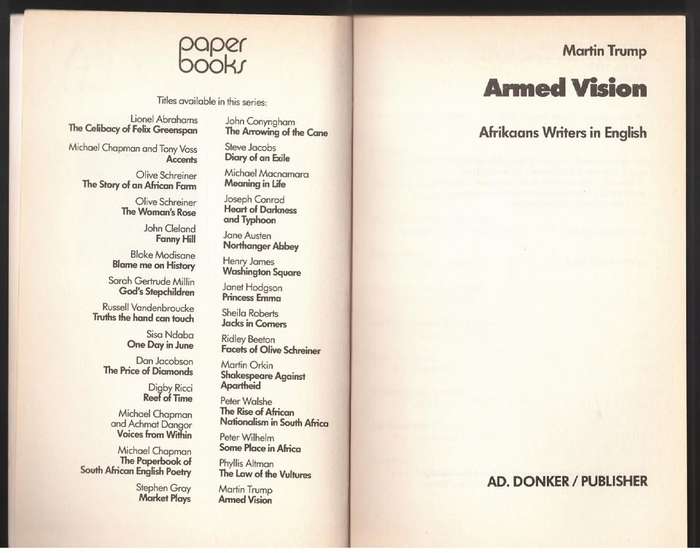 paper
books
Titles available in this series:
Lionel Abrahams
The Celibacy of Felix Greenspan
Michael Chapman and Tony Voss
Accents
Olive Schreiner
The Story of an African Farm
Olive Schreiner
The Woman's Rose
John Cleland
Fanny Hill
Bloke Modisane
Blame me on History
Sarah Gertrude Millin
God's Stepchildren
Russell Vandenbroucke
Truths the hand can touch
Sisa Ndaba
One Day in June
Dan Jacobson
The Price of Diamonds
Digby Ricci
Reef of Time
Michael Chapman
and Achmat Dangor
Voices from Within
Michael Chapman
The Paperbook of
South African English Poetry
Stephen Gray
Market Plays
John Conyngham
The Arrowing of the Cane
Steve Jacobs
Diary of an Exile
Michael Macnamara
Meaning in Life
Joseph Conrad
Heart of Darkness
and Typhoon
Jane Austen
Northanger Abbey
Henry James
Washington Square
Janet Hodgson
Princess Emma
Sheila Roberts
Jacks in Corners
Ridley Beeton
Facets of Olive Schreiner
Martin Orkin
Shakespeare Against
Apartheid
Peter Walshe
The Rise of African
Nationalism in South Africa
Peter Wilhelm
Some Place in Africa
Phyllis Altman
The Law of the Vultures
Martin Trump
Armed Vision
Martin Trump
Armed Vision
Afrikaans Writers in English
AD. DONKER / PUBLISHER